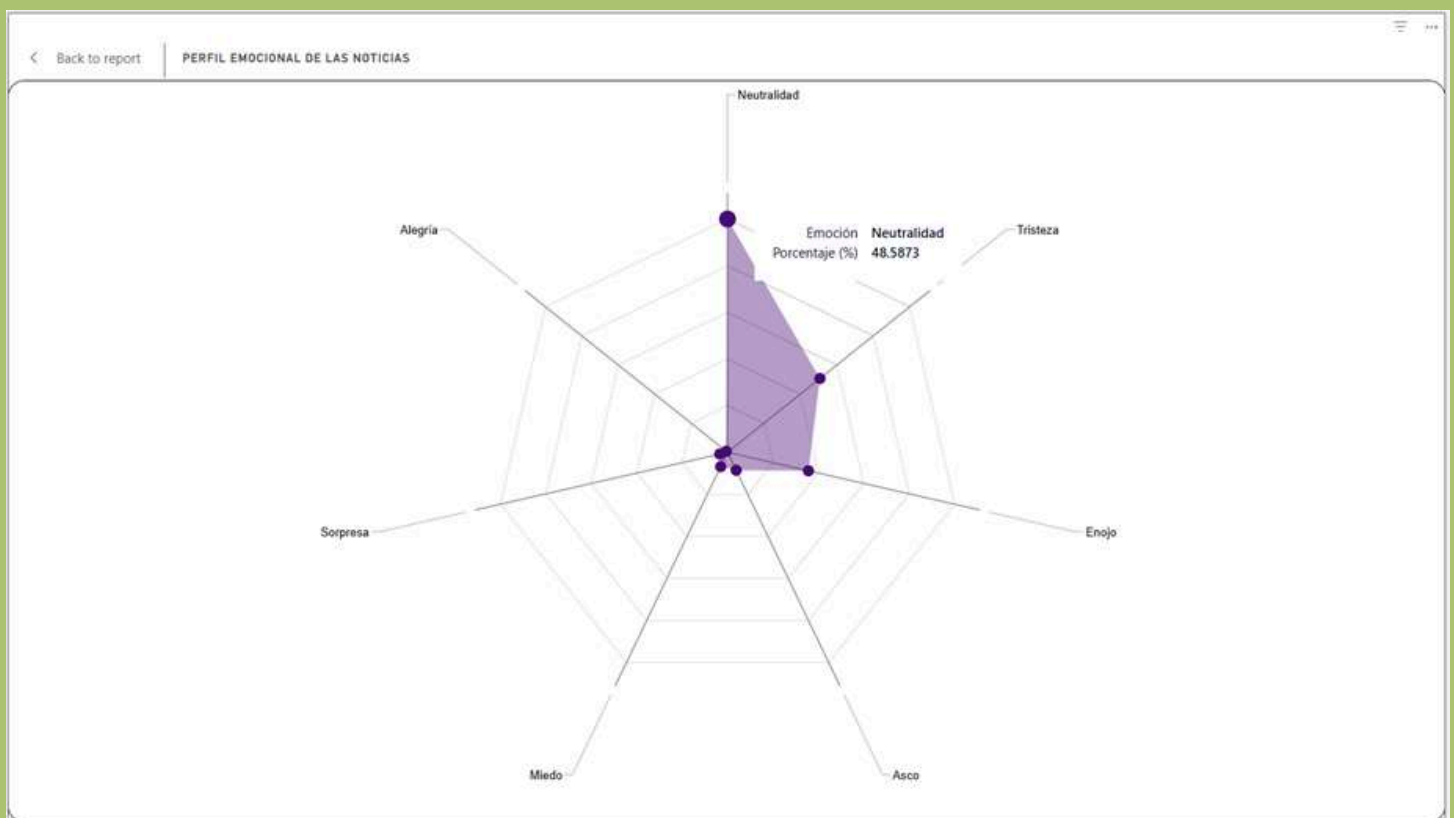 Back to report
PERFIL EMOCIONAL DE LAS NOTICIAS
Neutralidad
Alegría
Emoción Neutralidad
Porcentaje (%) 48.5873
Tristeza
Sorpresa
Enojo
Miedo
Asco